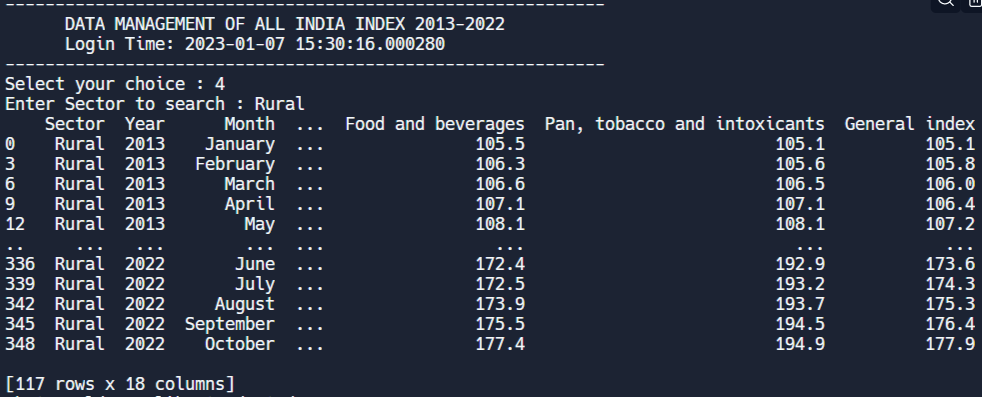 ------------------------------------------------------------
DATA MANAGEMENT OF ALL INDIA INDEX 2013-2022
Login Time: 2023-01-07 15:30:16.000280
------------------------------------------------------------
Select your choice : 4
Enter Sector to search : Rural
Sector Year Month ... Food and beverages Pan, tobacco and intoxicants General index
0 Rural 2013 January ... 105.5 105.1 105.1
3 Rural 2013 February ... 106.3 105.6 105.8
6 Rural 2013 March ... 106.6 106.5 106.0
9 Rural 2013 April ... 107.1 107.1 106.4
12 Rural 2013 May ... 108.1 108.1 107.2
.. ... ... ... ... ... ... ...
336 Rural 2022 June ... 172.4 192.9 173.6
339 Rural 2022 July ... 172.5 193.2 174.3
342 Rural 2022 August ... 173.9 193.7 175.3
345 Rural 2022 September ... 175.5 194.5 176.4
348 Rural 2022 October ... 177.4 194.9 177.9
[117 rows x 18 columns]